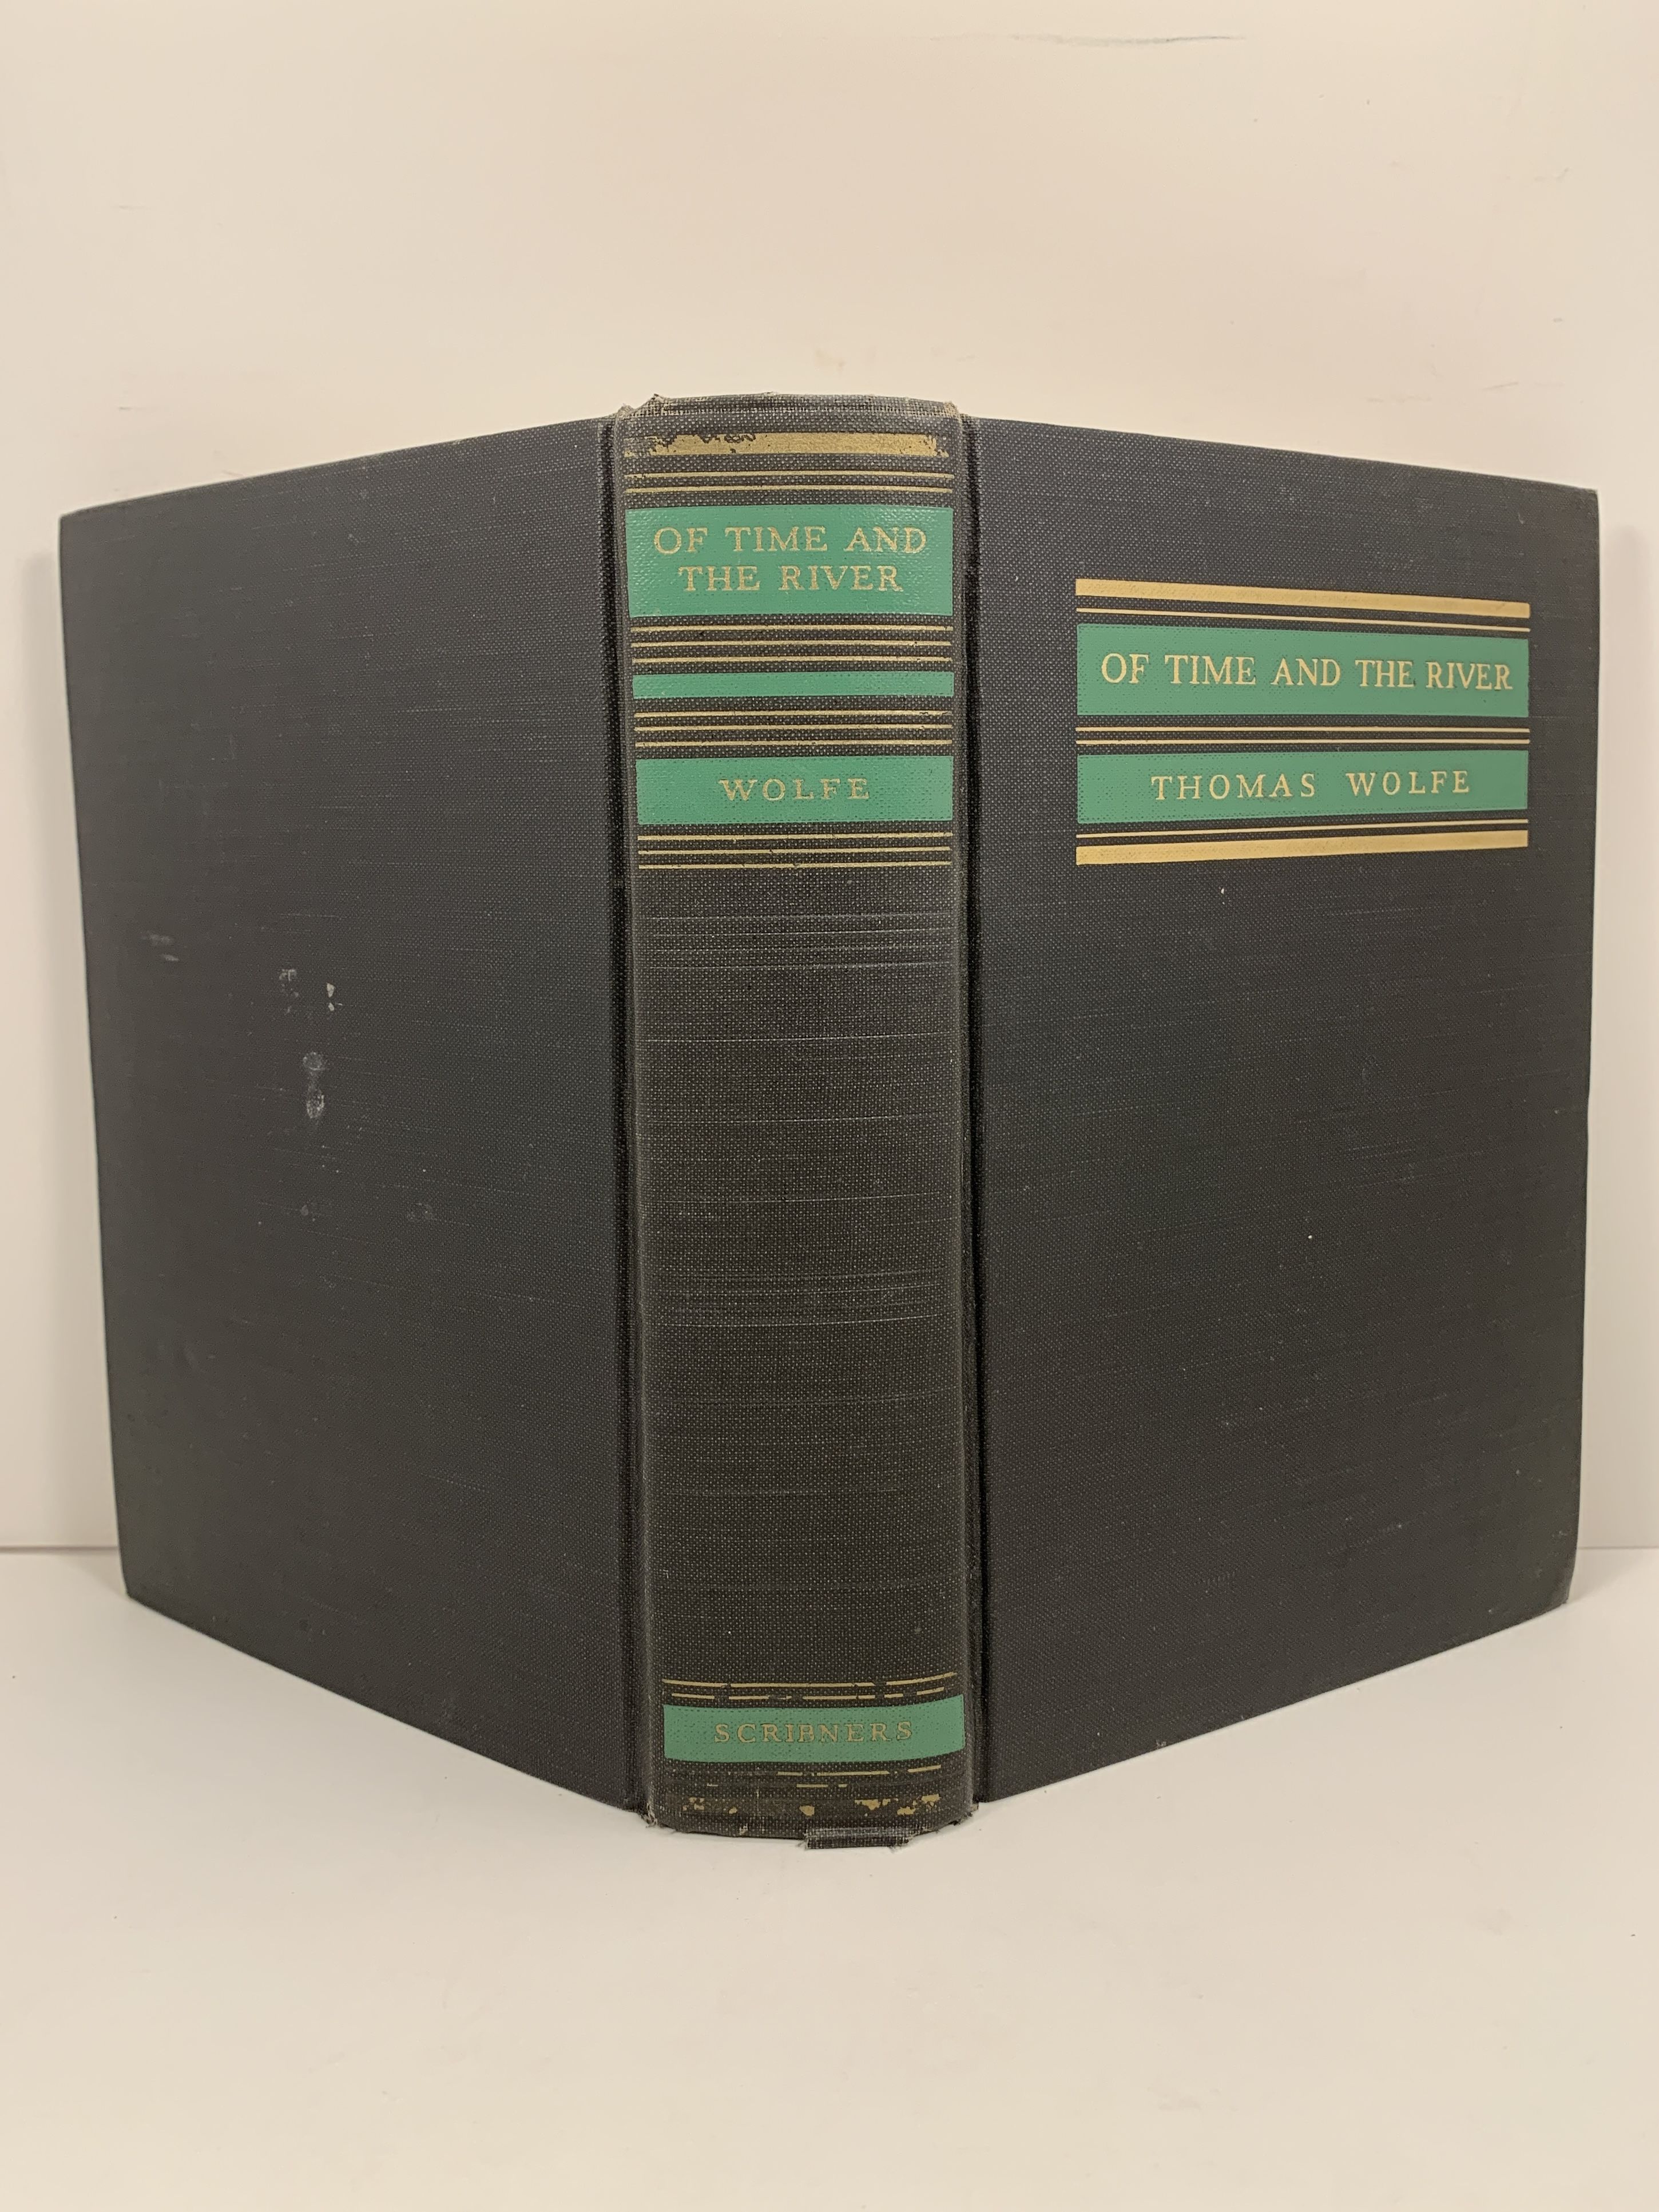 OF TIME AND
THE RIVER
WOLFE
SCRIBNERS
OF TIME AND THE RIVER
THOMAS WOLFE